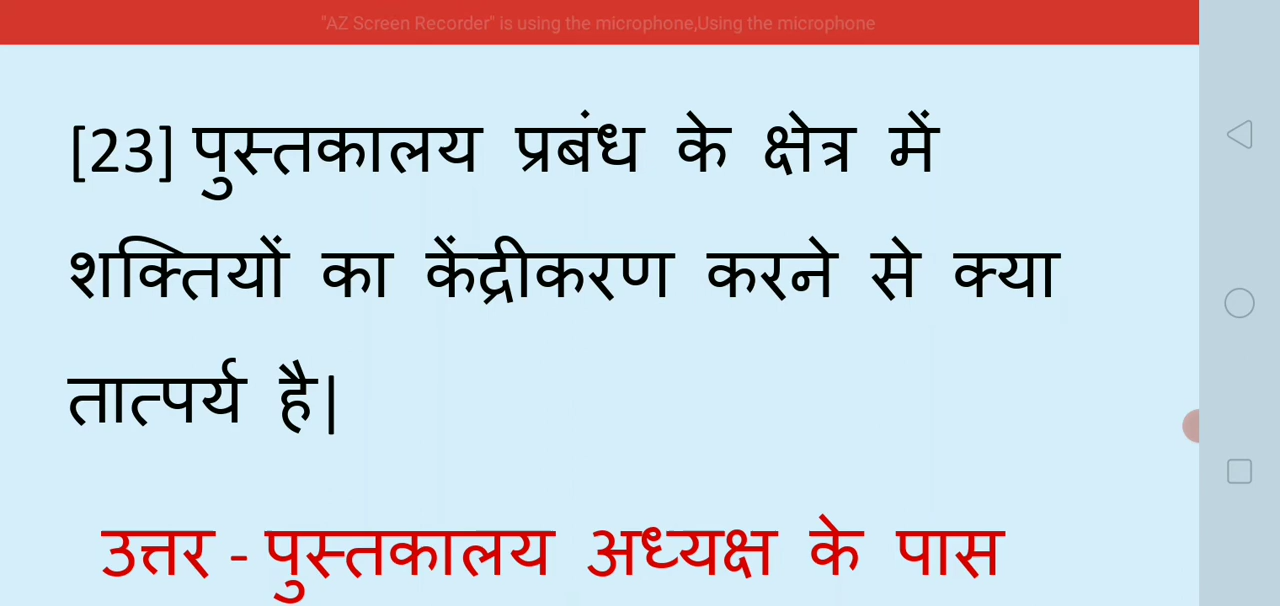 "AZ Screen Recorder" is using the microphone,Using the microphone
[23] पुस्तकालय प्रबंध के क्षेत्र में
शक्तियों का केंद्रीकरण करने से क्या
तात्पर्य है|
उत्तर - पुस्तकालय अध्यक्ष के पास